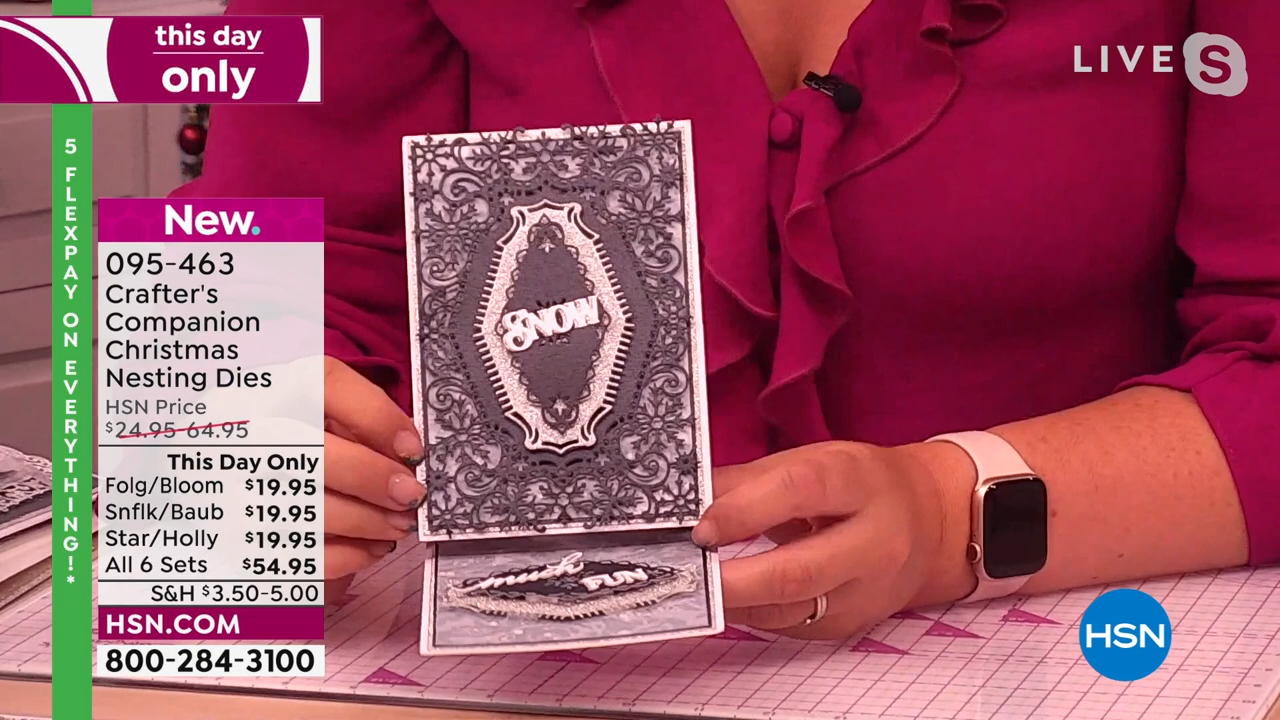 this day
only
LIVE S
5 FLEXPAY ON EVERYTHING!*
New.
095-463
Crafter's
Companion
Christmas
Nesting Dies
HSN Price
$24.95-64.95
This Day Only
Folg/Bloom $19.95
Snflk/Baub $19.95
Star/Holly $19.95
All 6 Sets $54.95
S&H $3.50-5.00
HSN.COM
800-284-3100
SNOW
much
FUN
HSN